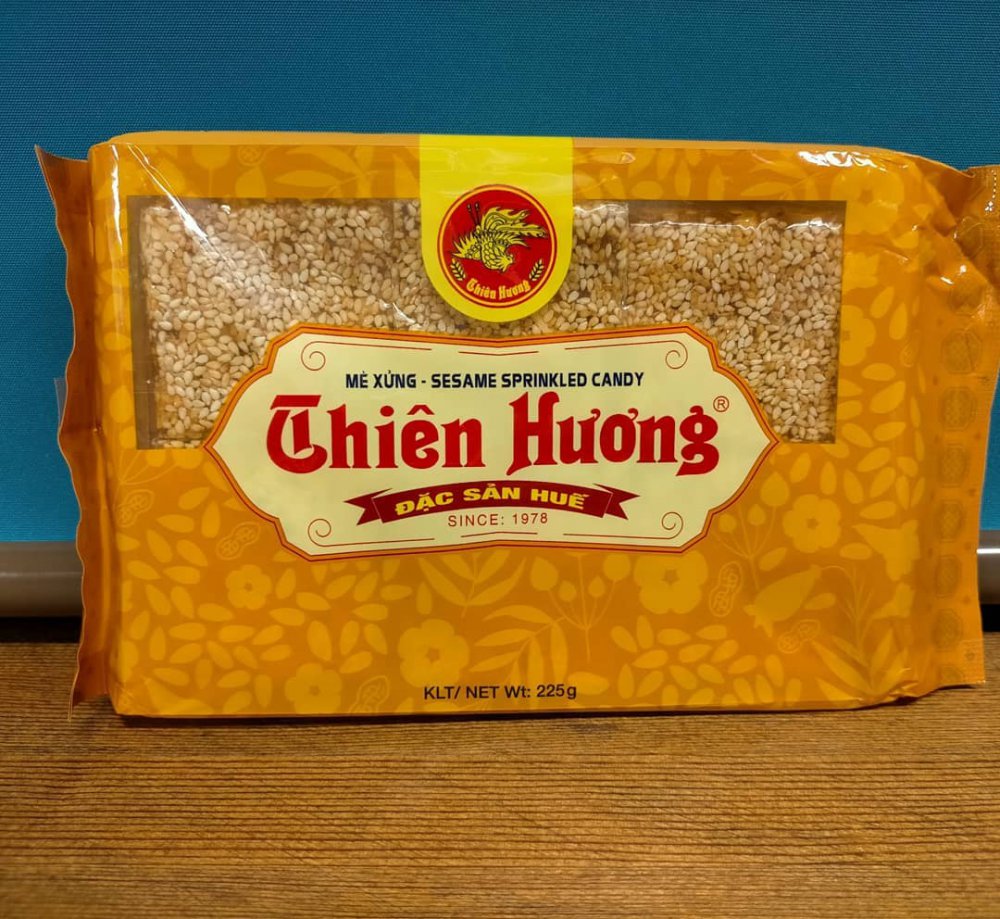 Thiên Hương
MÈ XỬNG - SESAME SPRINKLED CANDY
Thiên Hương®
ĐẶC SẢN HUẾ
SINCE: 1978
KLT/ NET Wt: 225g